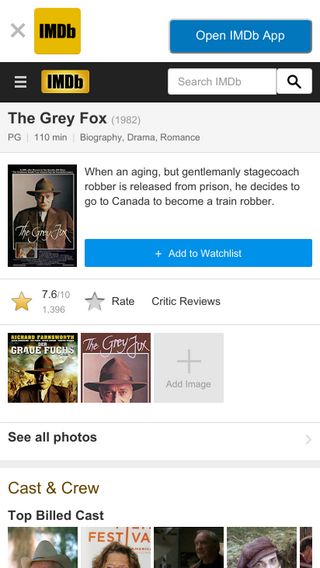 IMDb
Open IMDb App
IMDb
Search IMDb
The Grey Fox (1982)
PG | 110 min | Biography, Drama, Romance
The Grey Fox
When an aging, but gentlemanly stagecoach
robber is released from prison, he decides to
go to Canada to become a train robber.
+ Add to Watchlist
7.6/10
1,396
Rate
Critic Reviews
RICHARD FARNSWORTH
DER
GRAUE FUCHS
The Grey Fox
Add Image
See all photos
Cast & Crew
Top Billed Cast
FESTIVAL